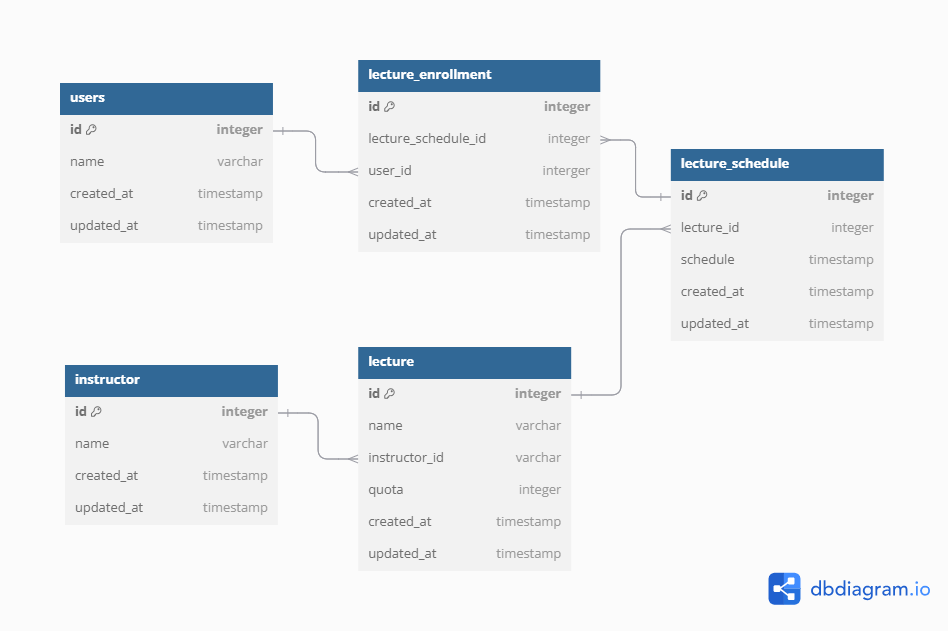 users
id integer
name varchar
created_at timestamp
updated_at timestamp
lecture_enrollment
id integer
lecture_schedule_id integer
user_id interger
created_at timestamp
updated_at timestamp
lecture_schedule
id integer
lecture_id integer
schedule timestamp
created_at timestamp
updated_at timestamp
instructor
id integer
name varchar
created_at timestamp
updated_at timestamp
lecture
id integer
name varchar
instructor_id varchar
quota integer
created_at timestamp
updated_at timestamp
dbdiagram.io